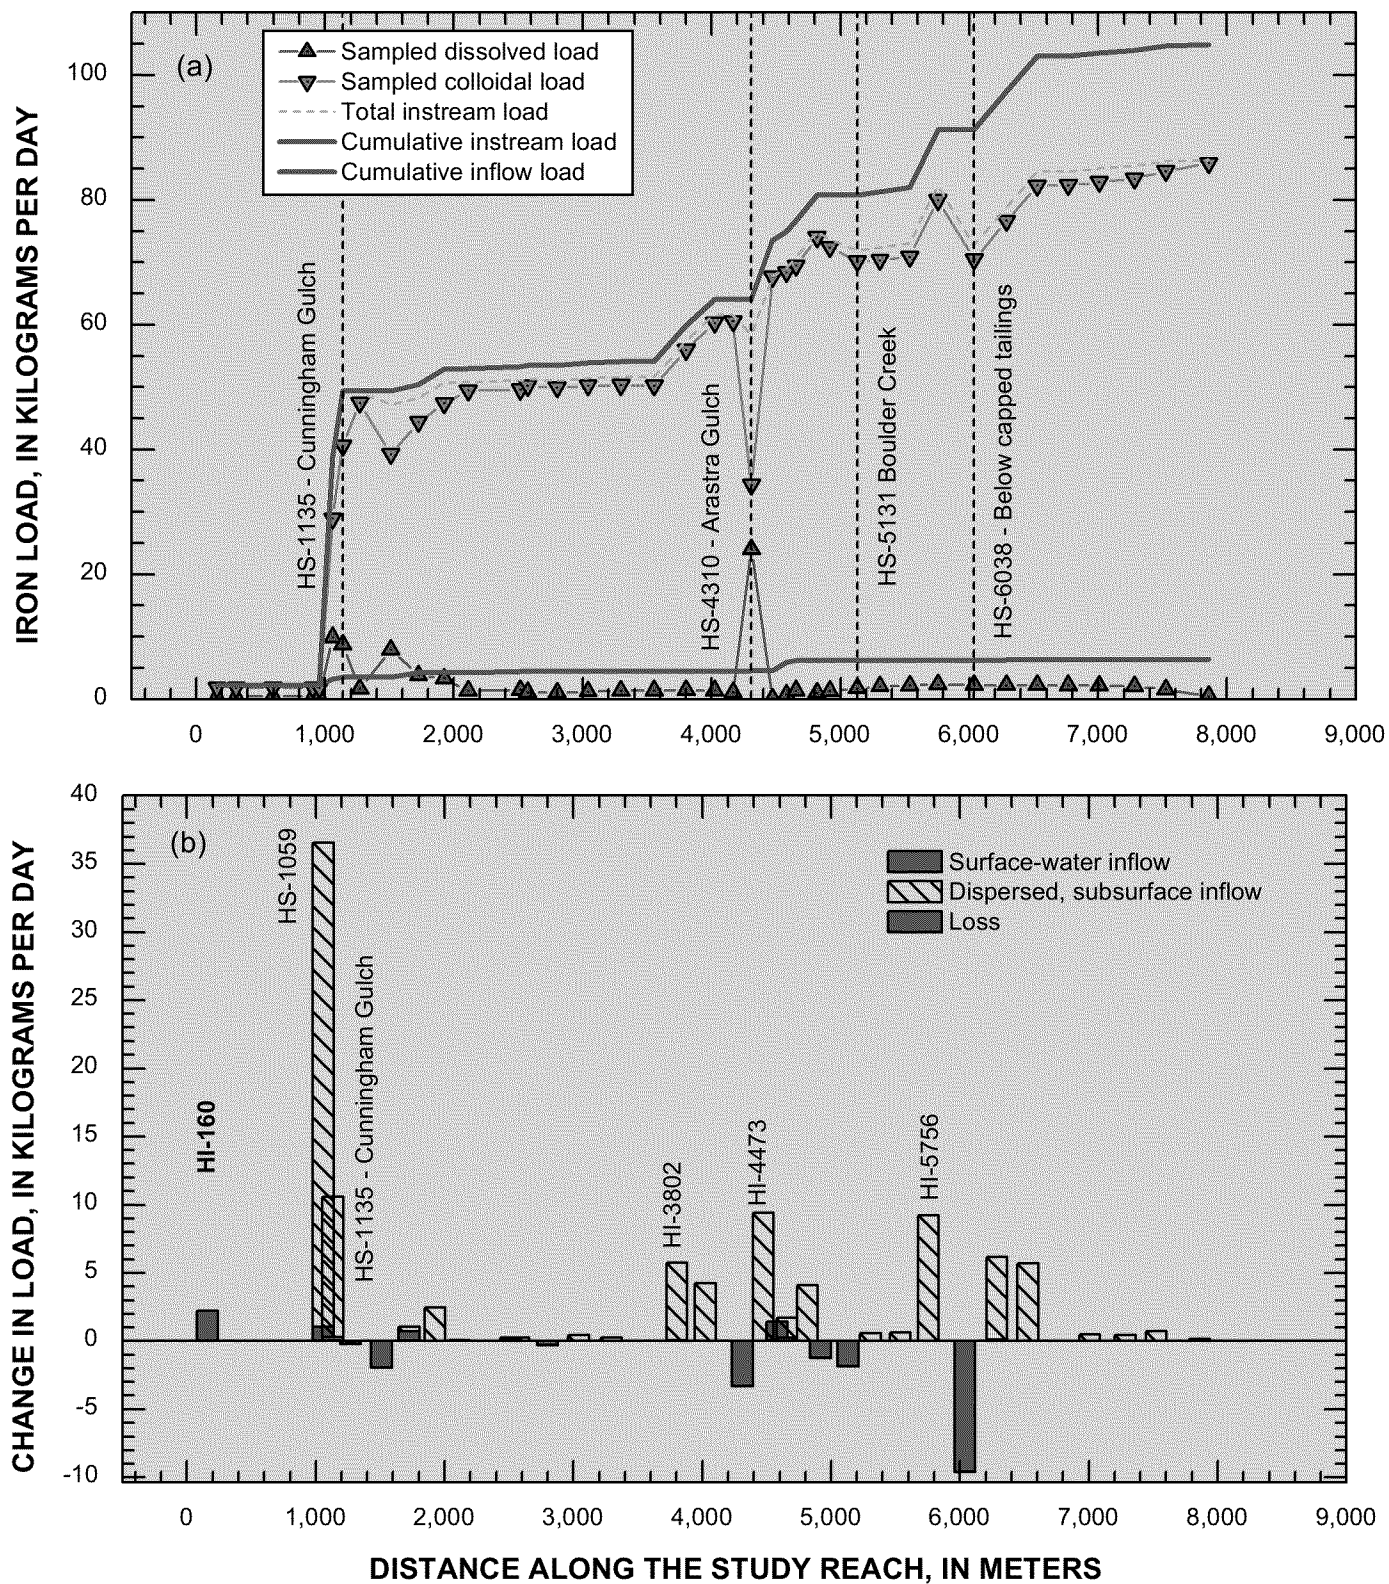 (a)
Sampled dissolved load
Sampled colloidal load
Total instream load
Cumulative instream load
Cumulative inflow load
IRON LOAD, IN KILOGRAMS PER DAY
100
80
60
40
20
0
HS-1135 - Cunningham Gulch
HS-4310 - Arastra Gulch
HS-5131 Boulder Creek
HS-6038 - Below capped tailings
0 1,000 2,000 3,000 4,000 5,000 6,000 7,000 8,000 9,000
(b)
Surface-water inflow
Dispersed, subsurface inflow
Loss
CHANGE IN LOAD, IN KILOGRAMS PER DAY
40
35
30
25
20
15
10
5
0
-5
-10
HI-160
HS-1059
HS-1135 - Cunningham Gulch
HI-3802
HI-4473
HI-5756
0 1,000 2,000 3,000 4,000 5,000 6,000 7,000 8,000 9,000
DISTANCE ALONG THE STUDY REACH, IN METERS